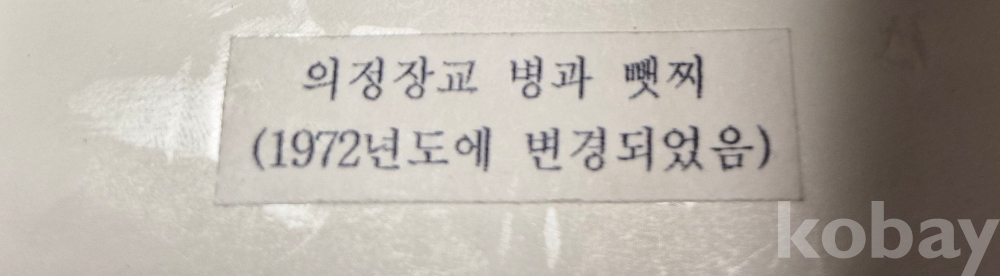 의정장교 병과 뺏찌
(1972년도에 변경되었음)
kobay